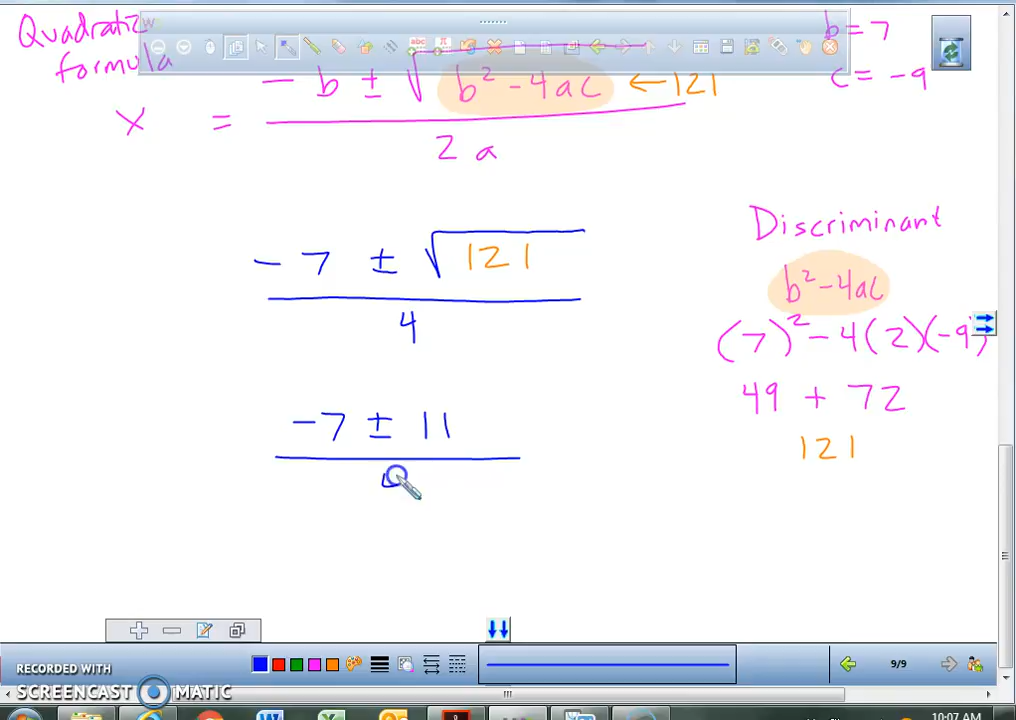 Quadratic
formula
b = 7
c = -9
x = -b ± √b² - 4ac ← 121
2a
Discriminant
b² - 4ac
(7)² - 4(2)(-9)
49 + 72
121
-7 ± √121
4
-7 ± 11
9/9
RECORDED WITH
SCREENCAST MATIC
10:07 AM